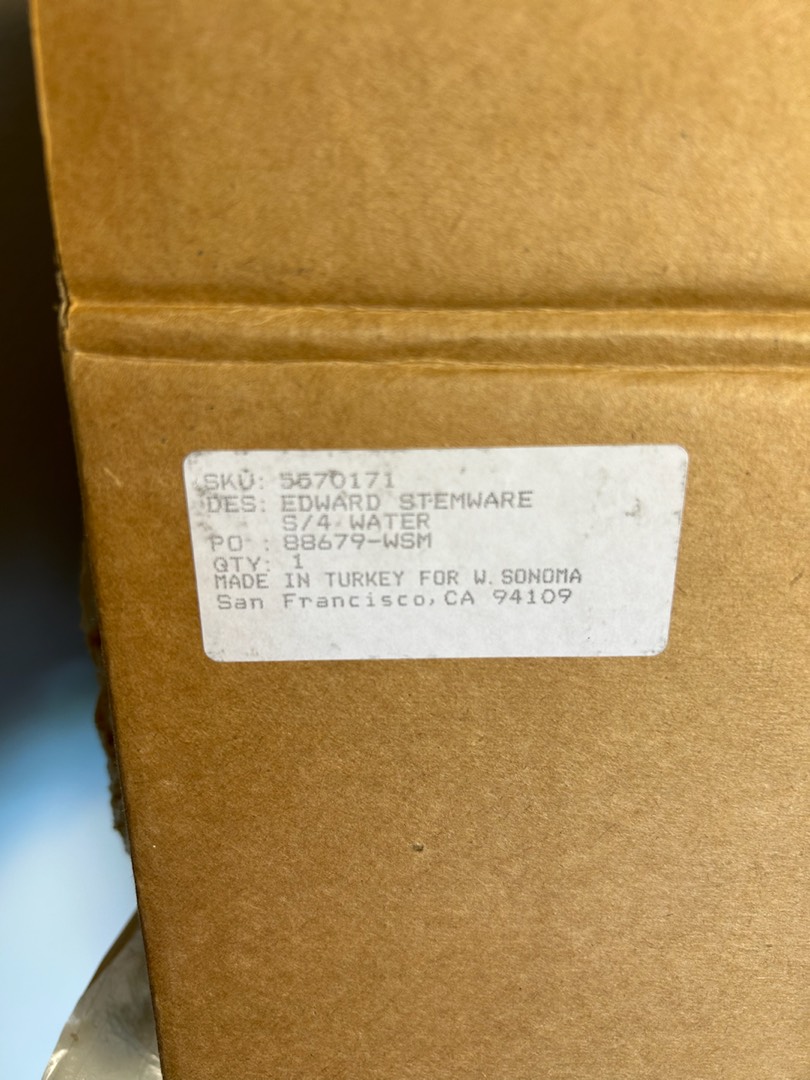 SKU: 5570171
DES: EDWARD STEMWARE
S/4 WATER
PO : 88679-WSM
QTY: 1
MADE IN TURKEY FOR W. SONOMA
San Francisco, CA 94109